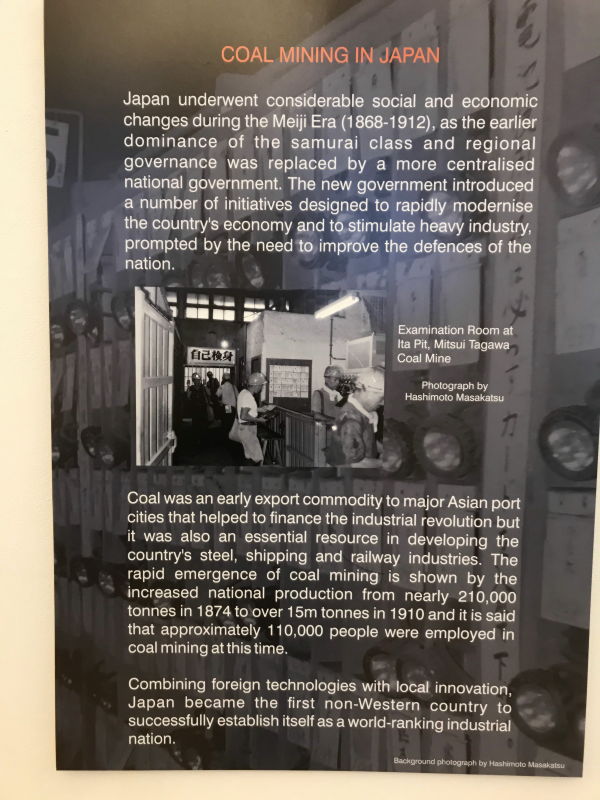 COAL MINING IN JAPAN
Japan underwent considerable social and economic
changes during the Meiji Era (1868-1912), as the earlier
dominance of the samurai class and regional
governance was replaced by a more centralised
national government. The new government introduced
a number of initiatives designed to rapidly modernise
the country's economy and to stimulate heavy industry,
prompted by the need to improve the defences of the
nation.
自己検身
Examination Room at
Ita Pit, Mitsui Tagawa
Coal Mine
Photograph by
Hashimoto Masakatsu
Coal was an early export commodity to major Asian port
cities that helped to finance the industrial revolution but
it was also an essential resource in developing the
country's steel, shipping and railway industries. The
rapid emergence of coal mining is shown by the
increased national production from nearly 210,000
tonnes in 1874 to over 15m tonnes in 1910 and it is said
that approximately 110,000 people were employed in
coal mining at this time.
Combining foreign technologies with local innovation,
Japan became the first non-Western country to
successfully establish itself as a world-ranking industrial
nation.
Background photograph by Hashimoto Masakatsu